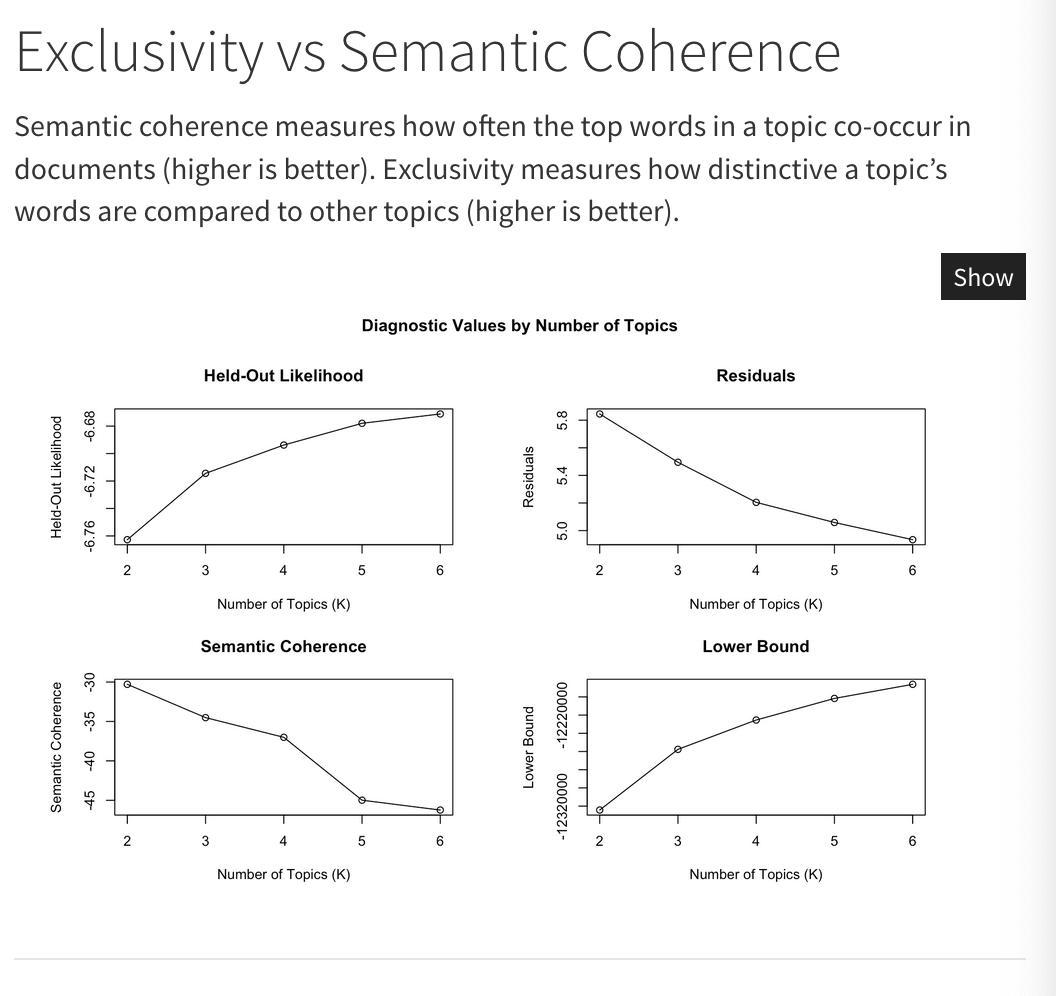 Exclusivity vs Semantic Coherence
Semantic coherence measures how often the top words in a topic co-occur in
documents (higher is better). Exclusivity measures how distinctive a topic’s
words are compared to other topics (higher is better).
Show
Diagnostic Values by Number of Topics
Held-Out Likelihood
Held-Out Likelihood
-6.68
-6.72
-6.76
2 3 4 5 6
Number of Topics (K)
Residuals
Residuals
5.8
5.4
5.0
2 3 4 5 6
Number of Topics (K)
Semantic Coherence
Semantic Coherence
-30
-35
-40
-45
2 3 4 5 6
Number of Topics (K)
Lower Bound
Lower Bound
-12220000
-12320000
2 3 4 5 6
Number of Topics (K)